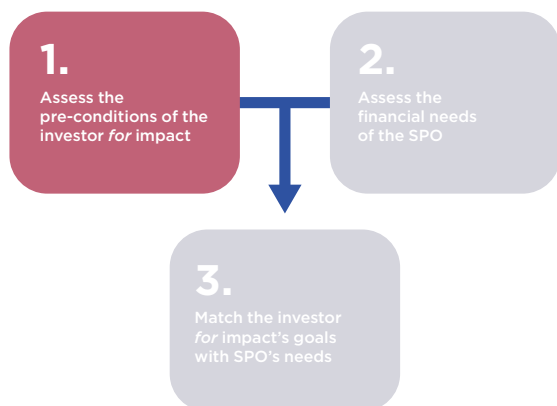 1.
Assess the
pre-conditions of the
investor for impact
2.
Assess the
financial needs
of the SPO
3.
Match the investor
for impact's goals
with SPO's needs